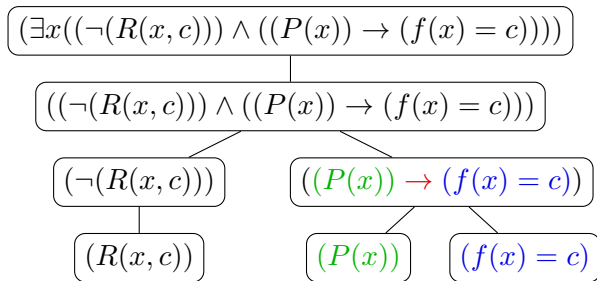 (∃x((¬(R(x, c))) ∧ ((P(x)) → (f(x) = c))))
((¬(R(x, c))) ∧ ((P(x)) → (f(x) = c)))
(¬(R(x, c))) ((P(x)) → (f(x) = c))
(R(x, c)) (P(x)) (f(x) = c)